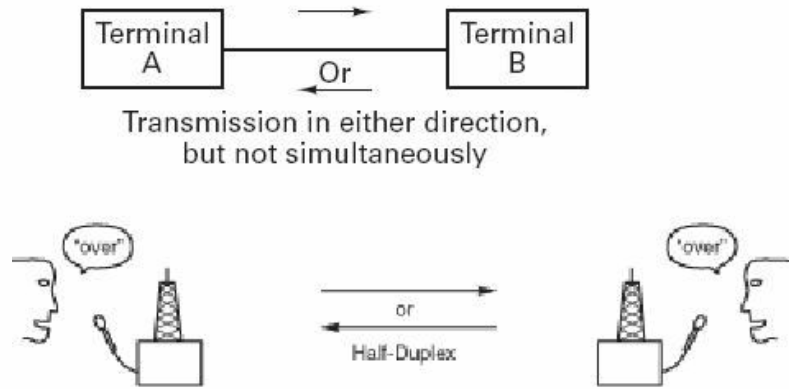 Terminal
A
Terminal
B
Or
Transmission in either direction,
but not simultaneously
"over"
"over"
or
Half-Duplex